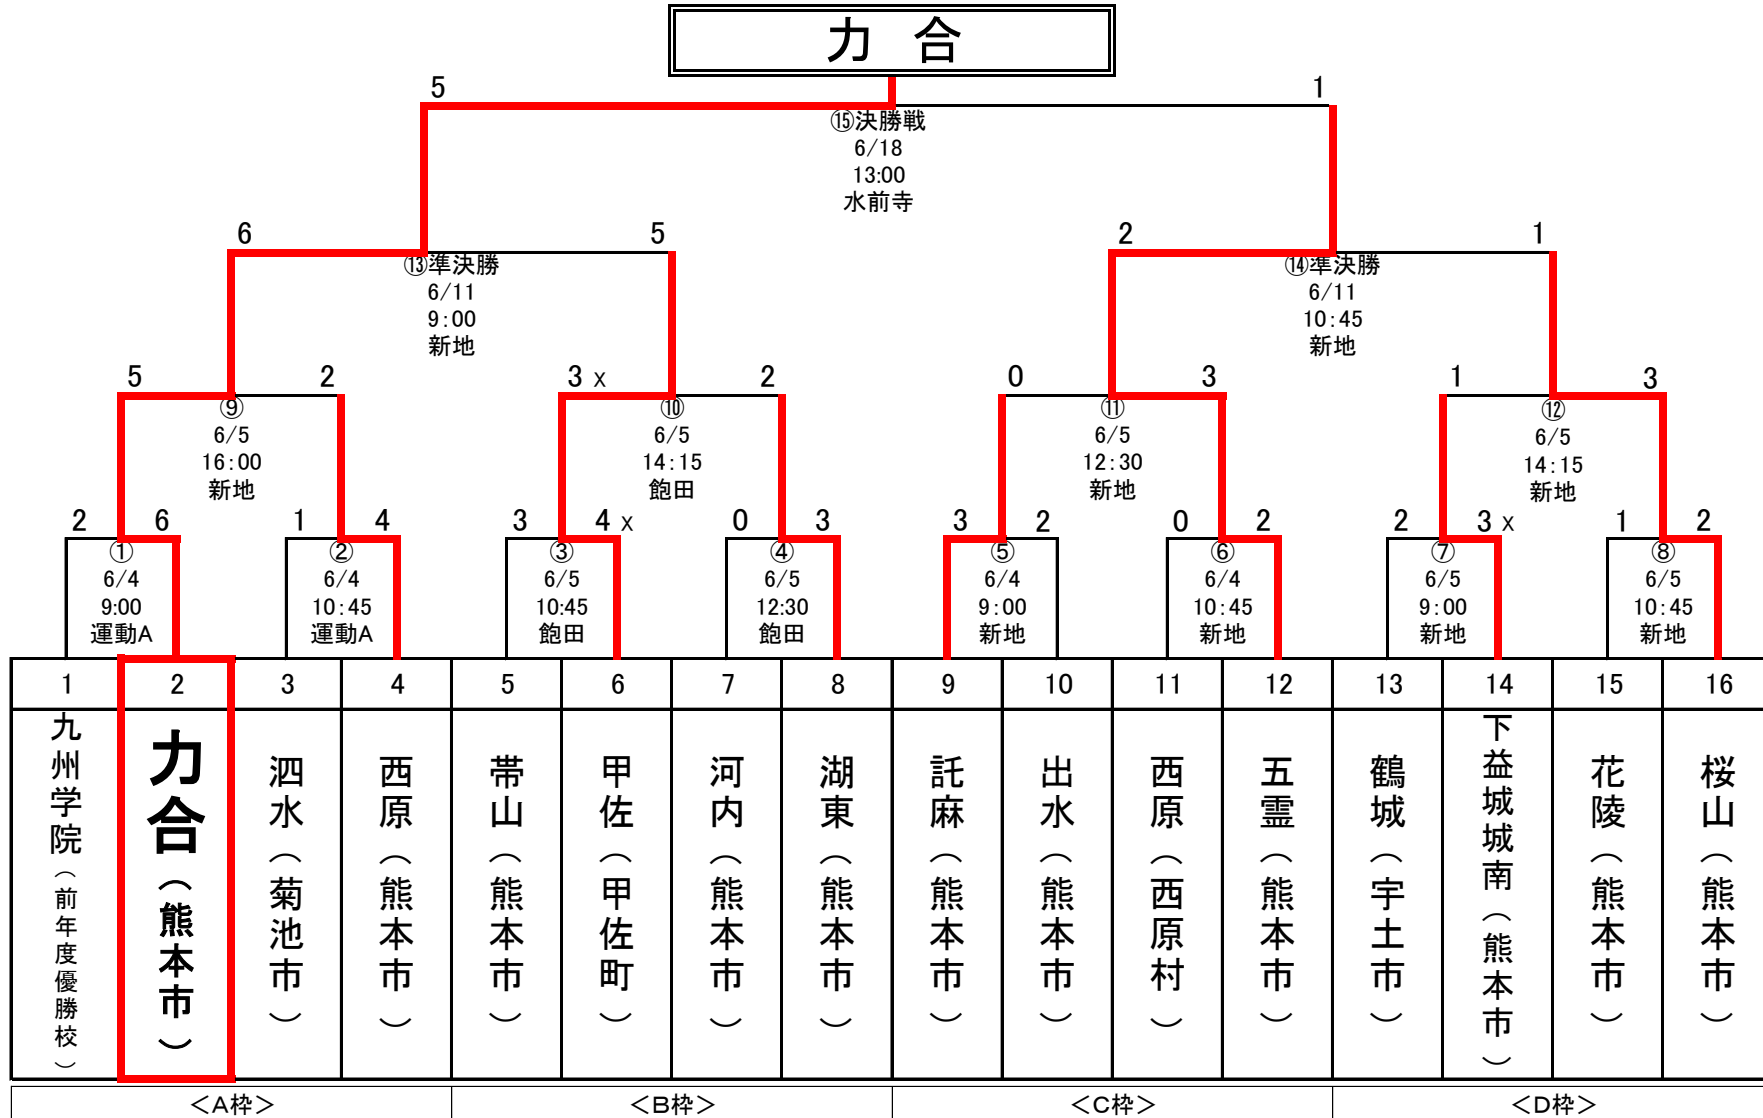 力 合
5 1
⑮決勝戦
6/18
13:00
水前寺
6 5 2 1
⑬準決勝 ⑭準決勝
6/11 6/11
9:00 10:45
新地 新地
5 2 3 x 2 0 3 1 3
⑨ ⑩ ⑪ ⑫
6/5 6/5 6/5 6/5
16:00 14:15 12:30 14:15
新地 飽田 新地 新地
2 6 1 4 3 4 x 0 3 3 2 0 2 2 3 x 1 2
① ② ③ ④ ⑤ ⑥ ⑦ ⑧
6/4 6/4 6/5 6/5 6/4 6/4 6/5 6/5
9:00 10:45 10:45 12:30 9:00 10:45 9:00 10:45
運動A 運動A 飽田 飽田 新地 新地 新地 新地
1 2 3 4 5 6 7 8 9 10 11 12 13 14 15 16
九州学院(前年度優勝校)
力合(熊本市)
泗水(菊池市)
西原(熊本市)
帯山(熊本市)
甲佐(甲佐町)
河内(熊本市)
湖東(熊本市)
託麻(熊本市)
出水(熊本市)
西原(西原村)
五霊(熊本市)
鶴城(宇土市)
下益城城南(熊本市)
花陵(熊本市)
桜山(熊本市)
<A枠> <B枠> <C枠> <D枠>